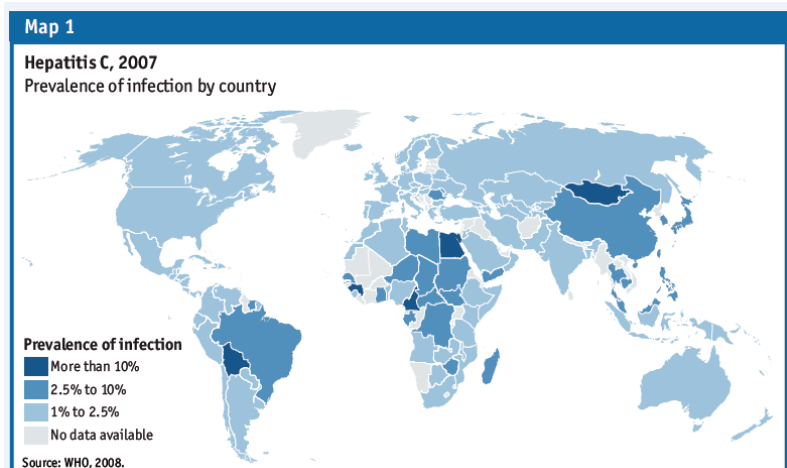 Map 1
Hepatitis C, 2007
Prevalence of infection by country
Prevalence of infection
More than 10%
2.5% to 10%
1% to 2.5%
No data available
Source: WHO, 2008.